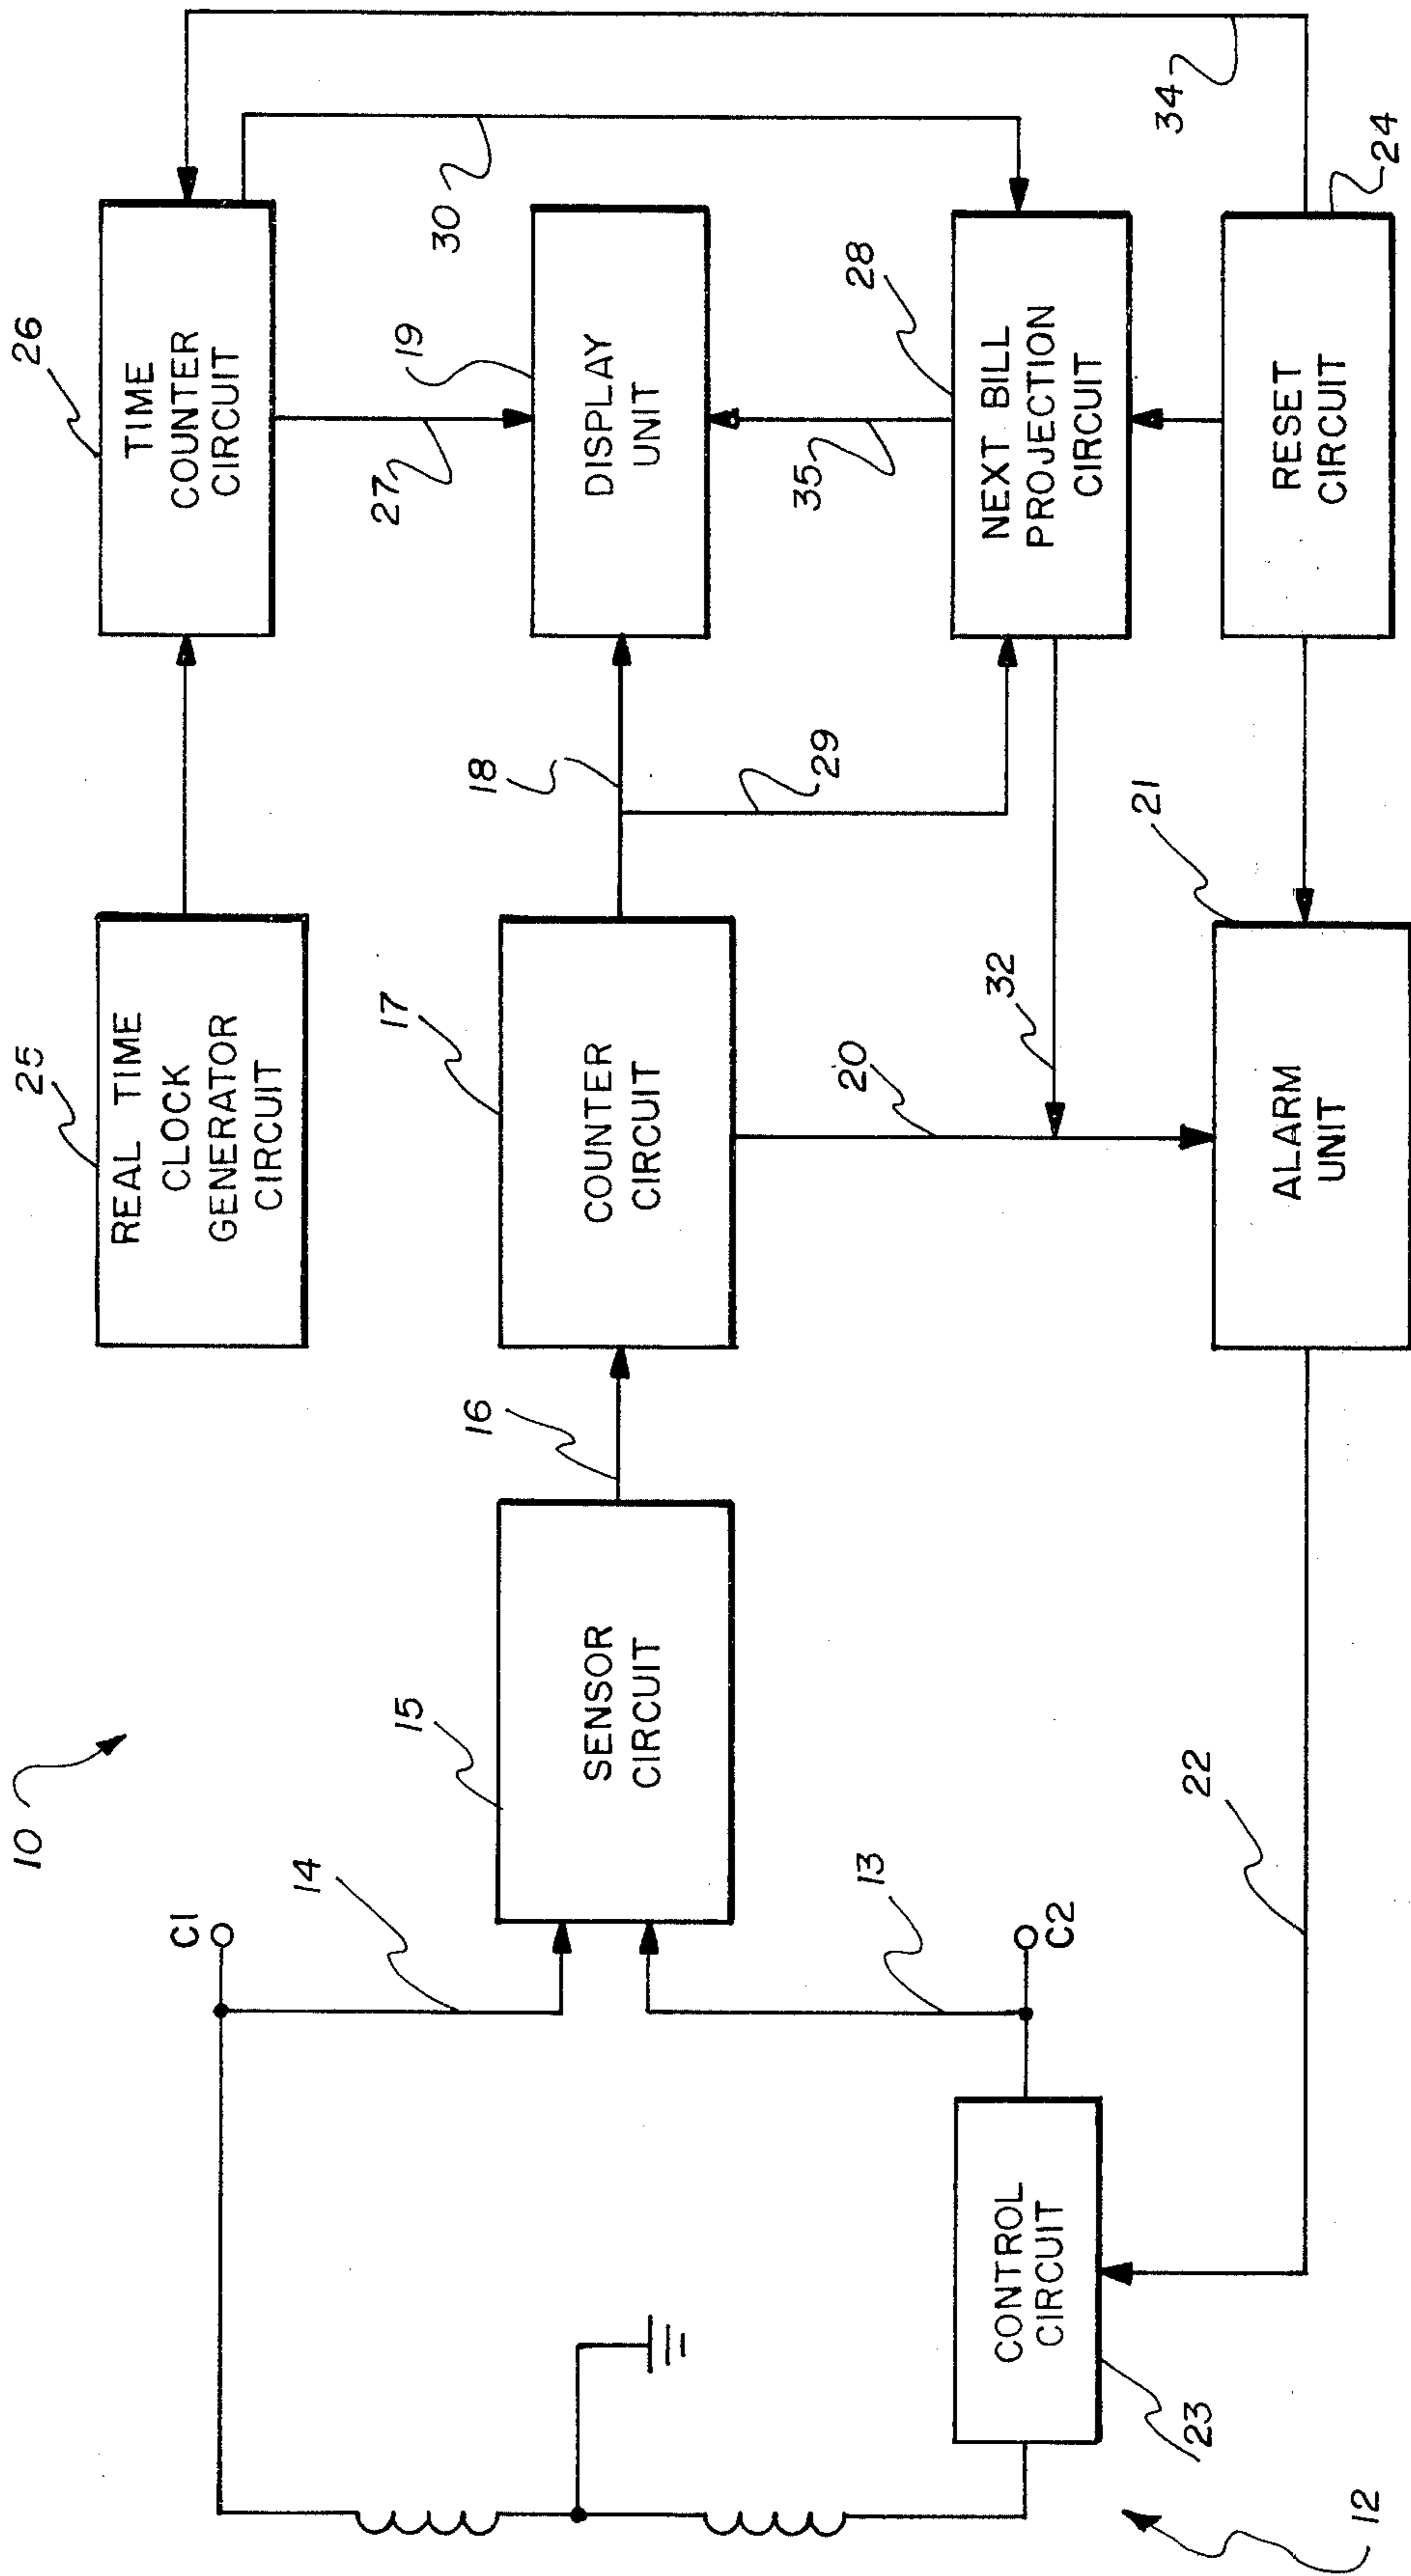 10
25
REAL TIME
CLOCK
GENERATOR
CIRCUIT
26
TIME
COUNTER
CIRCUIT
C1
14
15
SENSOR
CIRCUIT
16
17
COUNTER
CIRCUIT
18
27
19
DISPLAY
UNIT
30
13
C2
20
32
29
35
28
NEXT BILL
PROJECTION
CIRCUIT
34
CONTROL
CIRCUIT
23
12
22
21
ALARM
UNIT
RESET
CIRCUIT
24